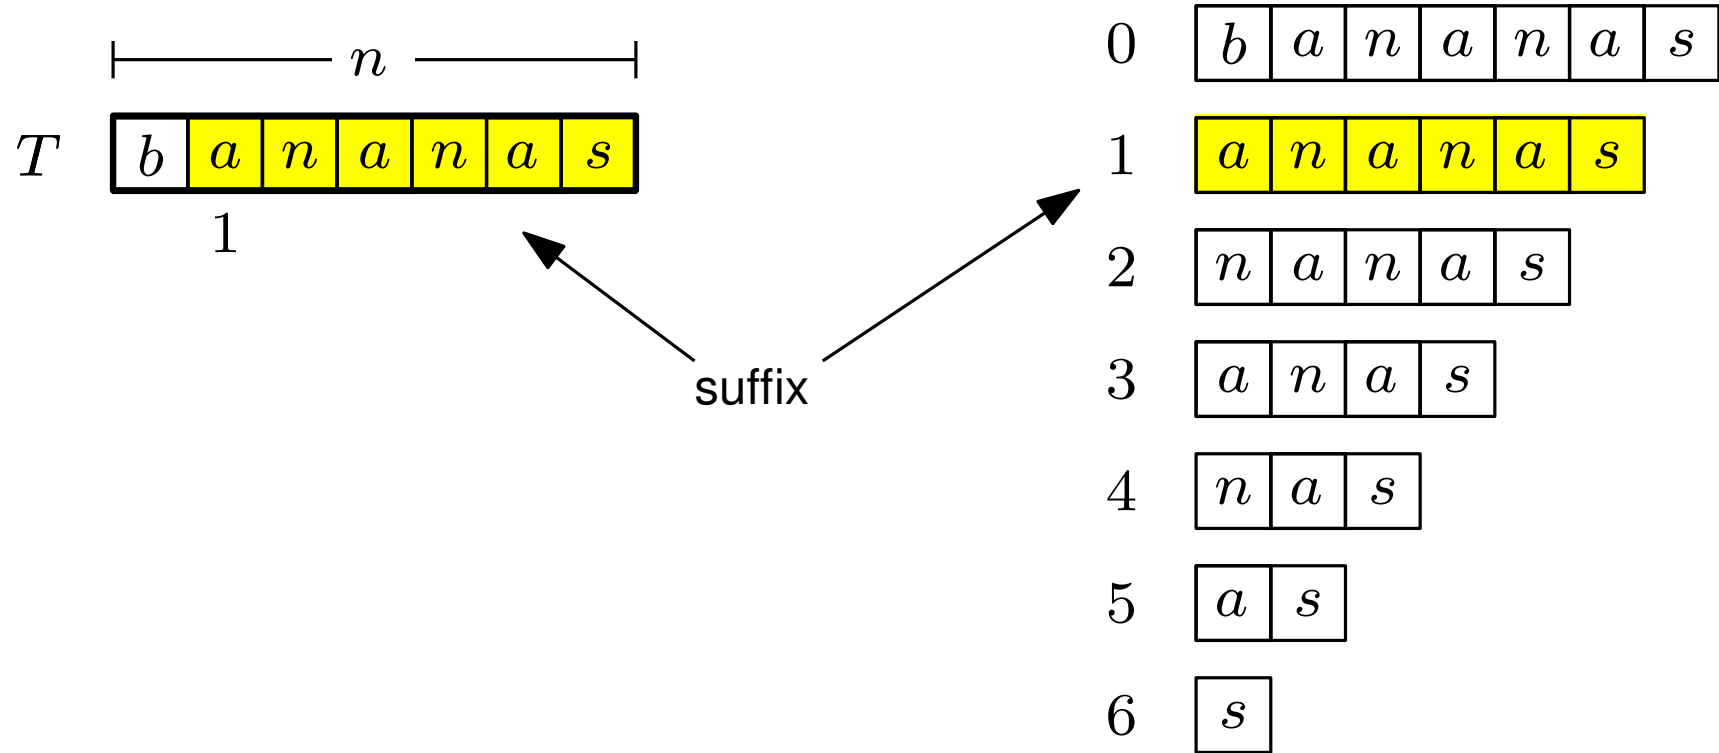 n
T b a n a n a s
1
suffix
0 b a n a n a s
1 a n a n a s
2 n a n a s
3 a n a s
4 n a s
5 a s
6 s